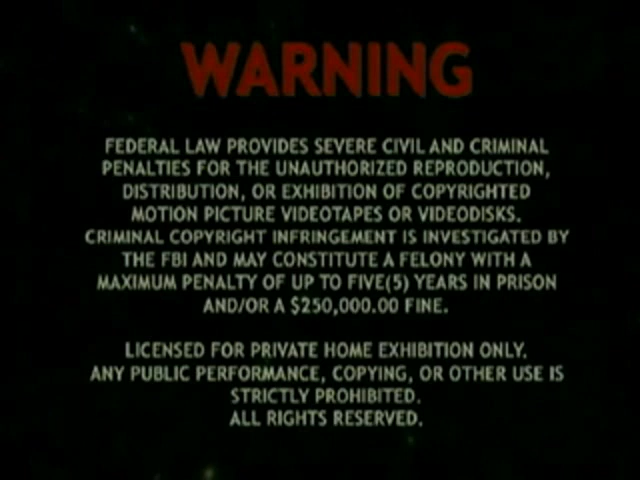 WARNING
FEDERAL LAW PROVIDES SEVERE CIVIL AND CRIMINAL
PENALTIES FOR THE UNAUTHORIZED REPRODUCTION,
DISTRIBUTION, OR EXHIBITION OF COPYRIGHTED
MOTION PICTURE VIDEOTAPES OR VIDEODISKS.
CRIMINAL COPYRIGHT INFRINGEMENT IS INVESTIGATED BY
THE FBI AND MAY CONSTITUTE A FELONY WITH A
MAXIMUM PENALTY OF UP TO FIVE(5) YEARS IN PRISON
AND/OR A $250,000.00 FINE.
LICENSED FOR PRIVATE HOME EXHIBITION ONLY.
ANY PUBLIC PERFORMANCE, COPYING, OR OTHER USE IS
STRICTLY PROHIBITED.
ALL RIGHTS RESERVED.